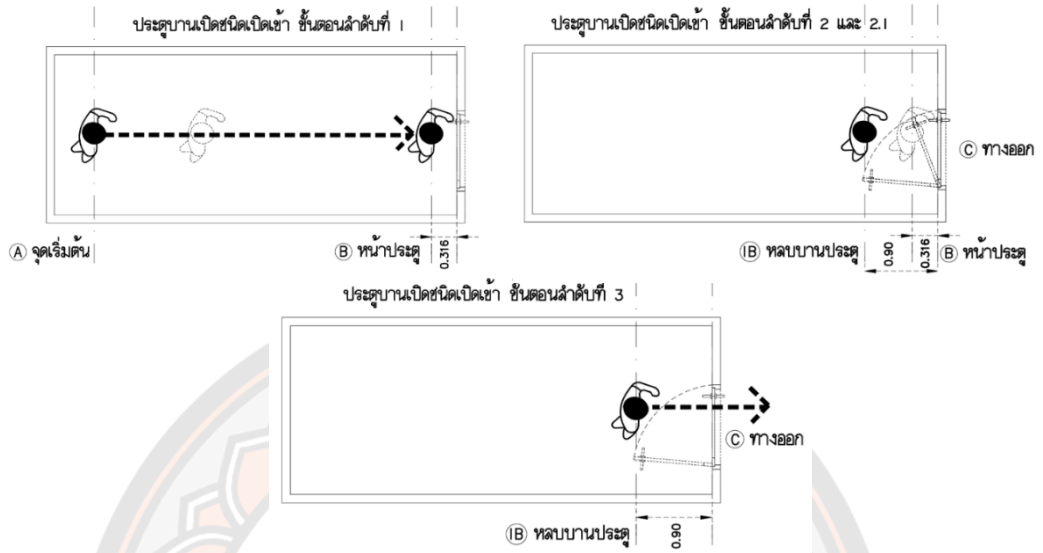 ประตูบานเปิดชนิดเปิดเข้า ขั้นตอนลำดับที่ 1
Ⓐ จุดเริ่มต้น
Ⓑ หน้าประตู
0.316
ประตูบานเปิดชนิดเปิดเข้า ขั้นตอนลำดับที่ 2 และ 2.1
Ⓒ ทางออก
ⒾⒷ หลบบานประตู
0.90
0.316
Ⓑ หน้าประตู
ประตูบานเปิดชนิดเปิดเข้า ขั้นตอนลำดับที่ 3
Ⓒ ทางออก
ⒾⒷ หลบบานประตู
0.90